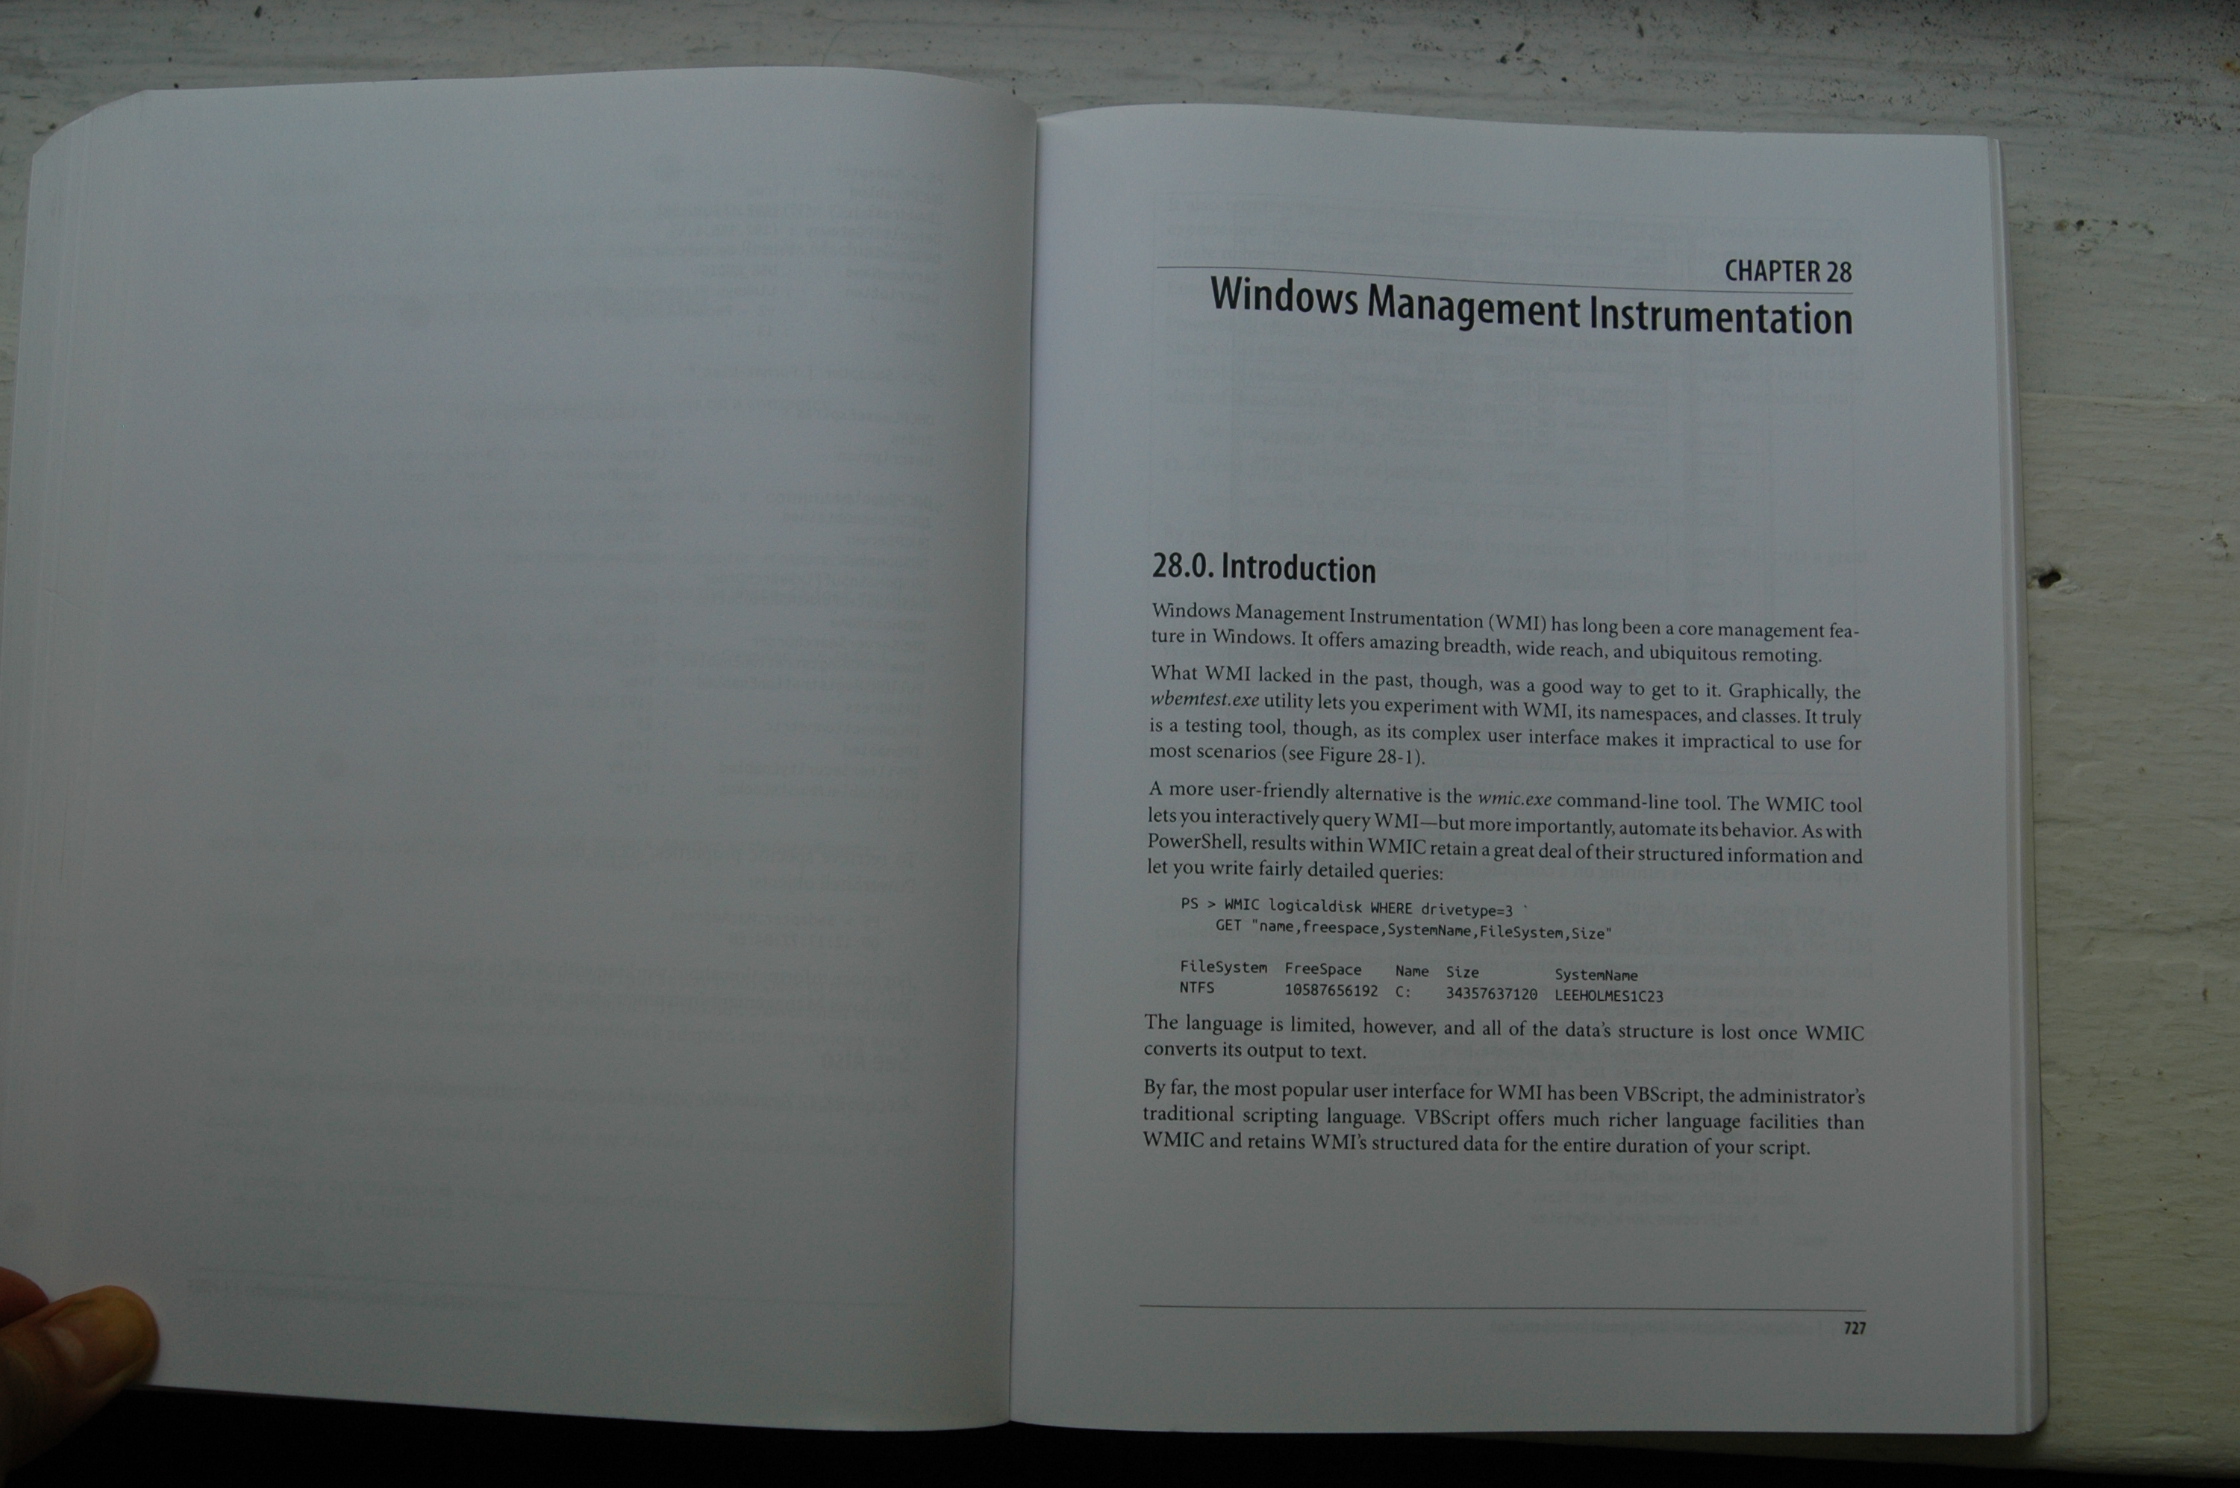 CHAPTER 28
Windows Management Instrumentation
28.0. Introduction
Windows Management Instrumentation (WMI) has long been a core management fea-
ture in Windows. It offers amazing breadth, wide reach, and ubiquitous remoting.
What WMI lacked in the past, though, was a good way to get to it. Graphically, the
wbemtest.exe utility lets you experiment with WMI, its namespaces, and classes. It truly
is a testing tool, though, as its complex user interface makes it impractical to use for
most scenarios (see Figure 28-1).
A more user-friendly alternative is the wmic.exe command-line tool. The WMIC tool
lets you interactively query WMI—but more importantly, automate its behavior. As with
PowerShell, results within WMIC retain a great deal of their structured information and
let you write fairly detailed queries:
PS > WMIC logicaldisk WHERE drivetype=3 `
GET "name,freespace,SystemName,FileSystem,Size"
FileSystem FreeSpace Name Size SystemName
NTFS 10587656192 C: 34357637120 LEEHOLMES1C23
The language is limited, however, and all of the data's structure is lost once WMIC
converts its output to text.
By far, the most popular user interface for WMI has been VBScript, the administrator's
traditional scripting language. VBScript offers much richer language facilities than
WMIC and retains WMI's structured data for the entire duration of your script.
727